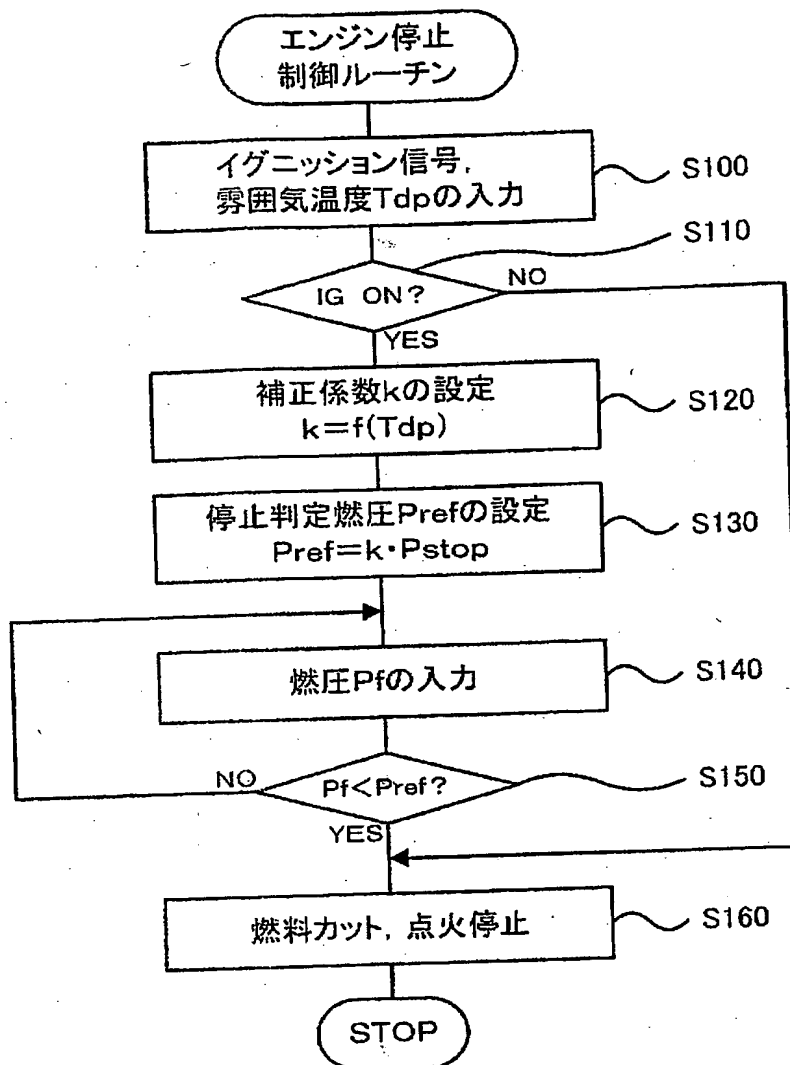 エンジン停止
制御ルーチン
イグニッション信号,
雰囲気温度Tdpの入力
S100
S110
IG ON?
NO
YES
補正係数kの設定
k=f(Tdp)
S120
停止判定燃圧Prefの設定
Pref=k・Pstop
S130
燃圧Pfの入力
S140
NO
Pf<Pref?
S150
YES
燃料カット, 点火停止
S160
STOP